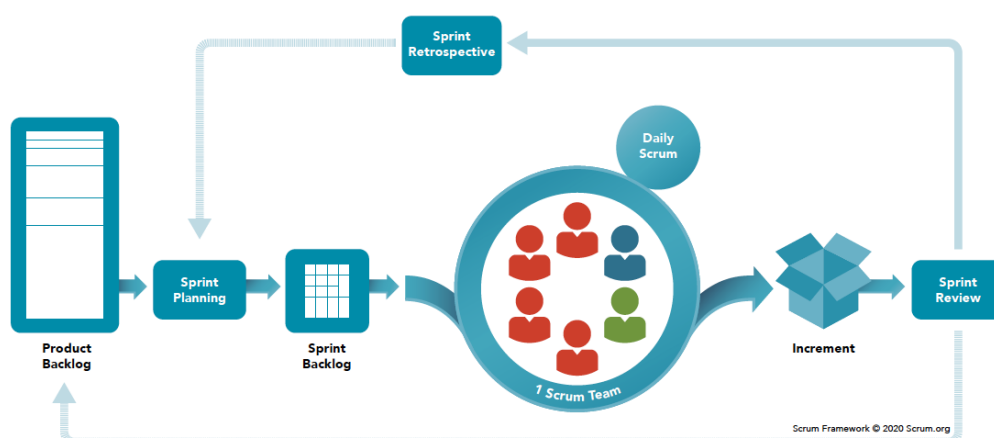 Sprint
Retrospective
Daily
Scrum
Sprint
Planning
Sprint
Review
Product
Backlog
Sprint
Backlog
1 Scrum Team
Increment
Scrum Framework © 2020 Scrum.org